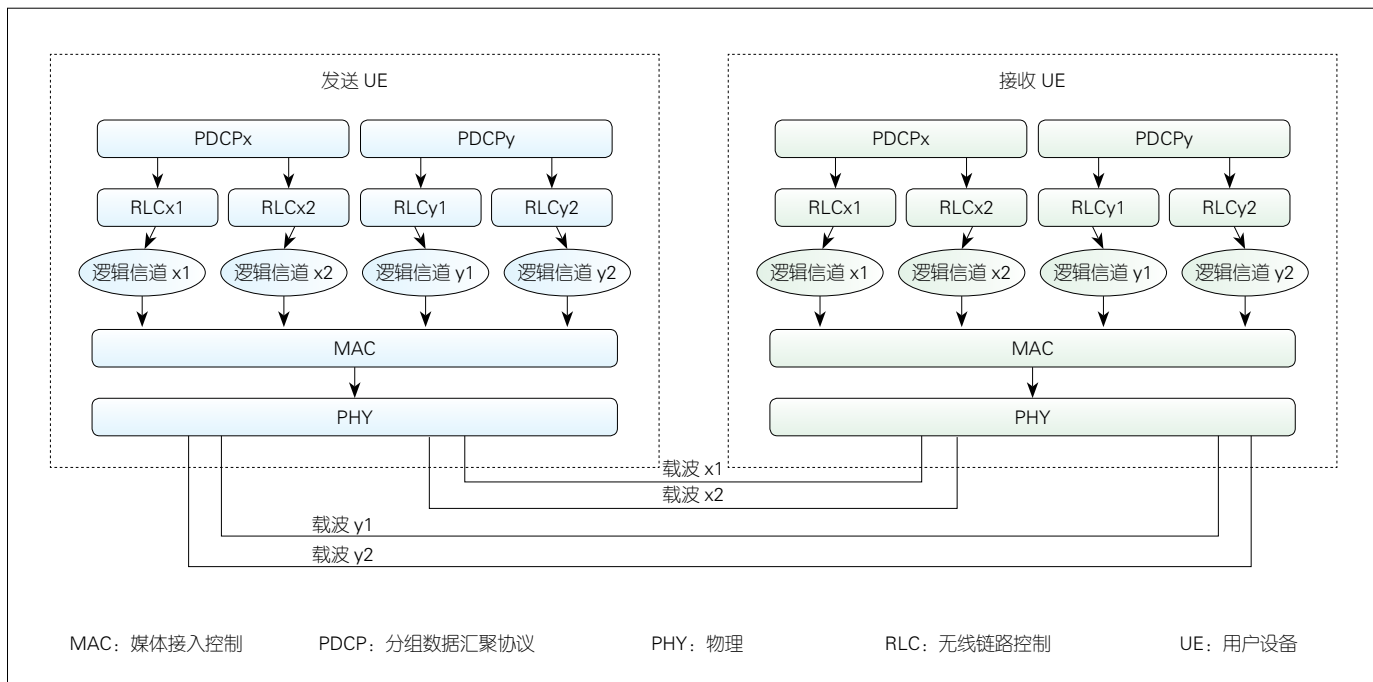 发送 UE
接收 UE
PDCPx
PDCPy
PDCPx
PDCPy
RLCx1
RLCx2
RLCy1
RLCy2
RLCx1
RLCx2
RLCy1
RLCy2
逻辑信道 x1
逻辑信道 x2
逻辑信道 y1
逻辑信道 y2
逻辑信道 x1
逻辑信道 x2
逻辑信道 y1
逻辑信道 y2
MAC
MAC
PHY
PHY
载波 x1
载波 x2
载波 y1
载波 y2
MAC：媒体接入控制
PDCP：分组数据汇聚协议
PHY：物理
RLC：无线链路控制
UE：用户设备